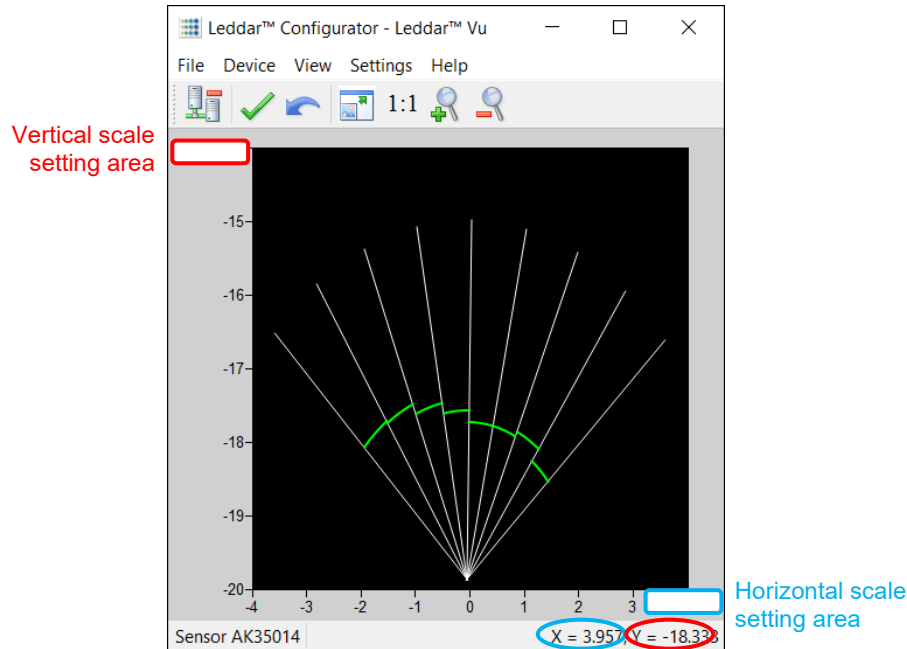 Leddar™ Configurator - Leddar™ Vu
File Device View Settings Help
1:1
Vertical scale
setting area
-15
-16
-17
-18
-19
-20
-4 -3 -2 -1 0 1 2 3
Horizontal scale
setting area
Sensor AK35014
X = 3.957, Y = -18.333